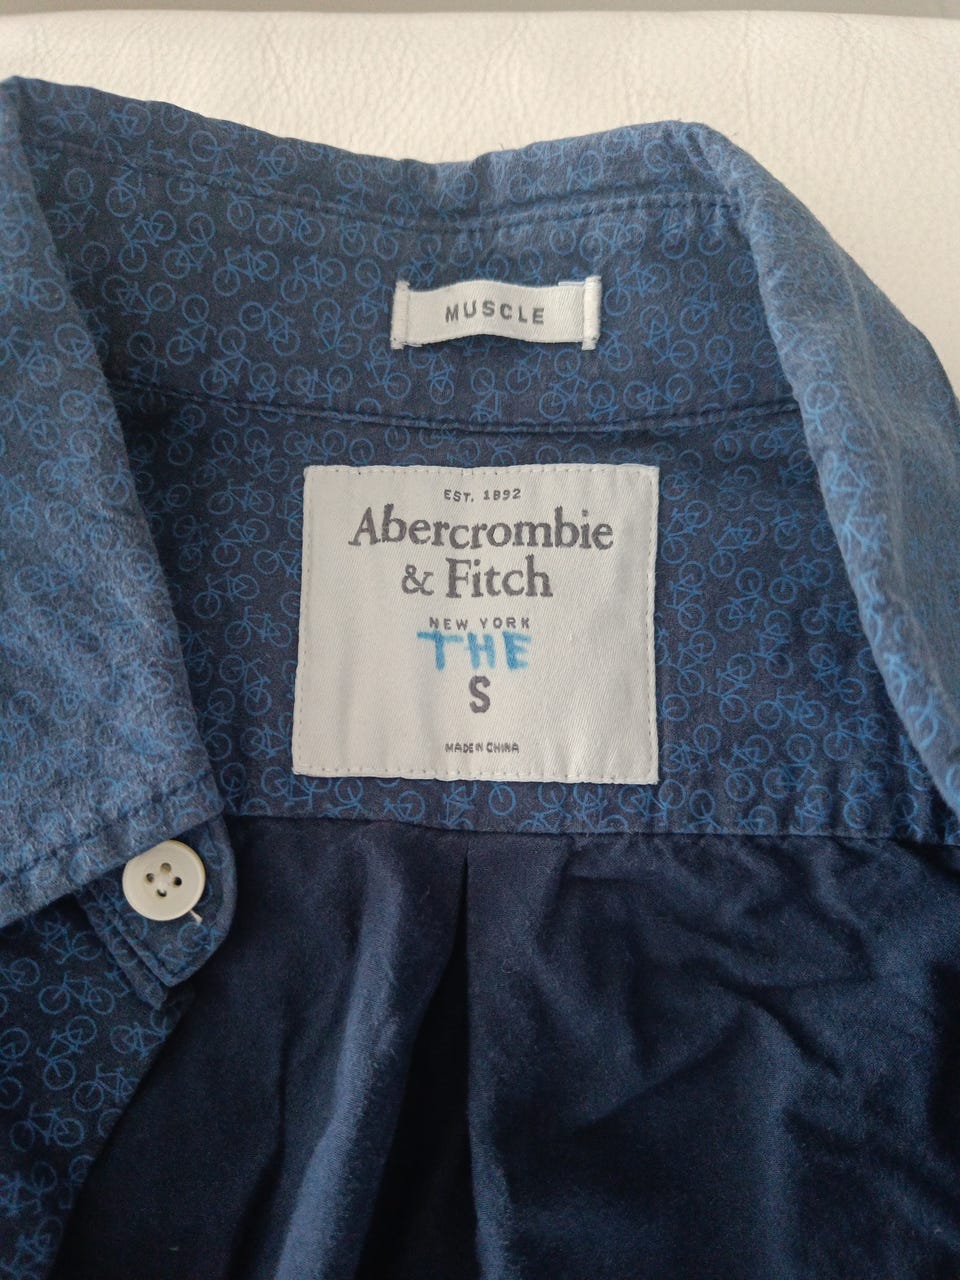 MUSCLE
EST. 1892
Abercrombie
& Fitch
NEW YORK
THE
S
MADE IN CHINA